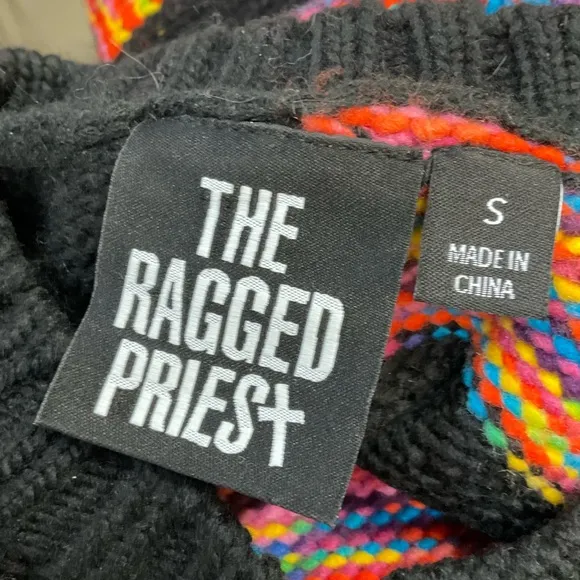 THE
RAGGED
PRIEST
S
MADE IN
CHINA